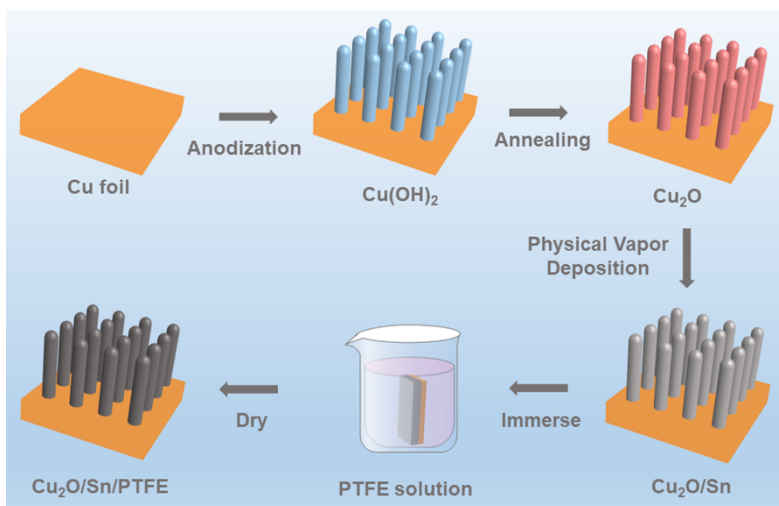 Anodization
Annealing
Cu foil
Cu(OH)₂
Cu₂O
Physical Vapor
Deposition
Dry
Immerse
Cu₂O/Sn/PTFE
PTFE solution
Cu₂O/Sn